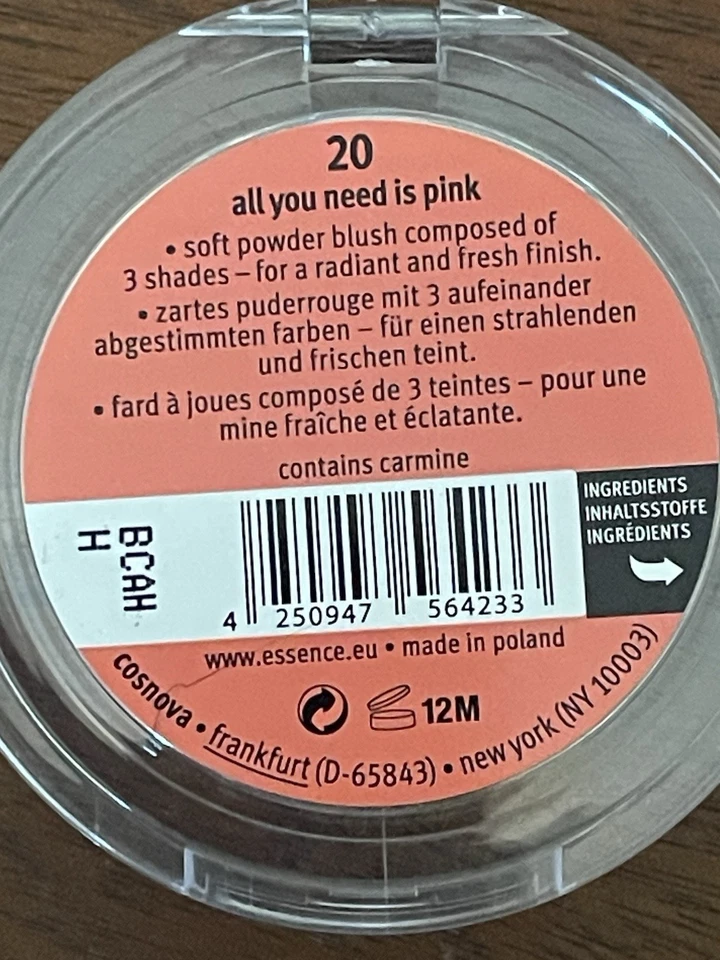 20
all you need is pink
• soft powder blush composed of
3 shades – for a radiant and fresh finish.
• zartes puderrouge mit 3 aufeinander
abgestimmten farben – für einen strahlenden
und frischen teint.
• fard à joues composé de 3 teintes – pour une
mine fraîche et éclatante.
contains carmine
INGREDIENTS
INHALTSSTOFFE
INGRÉDIENTS
BCAH
H
4 250947 564233
www.essence.eu • made in poland
12M
cosnova • frankfurt (D-65843) • new york (NY 10003)